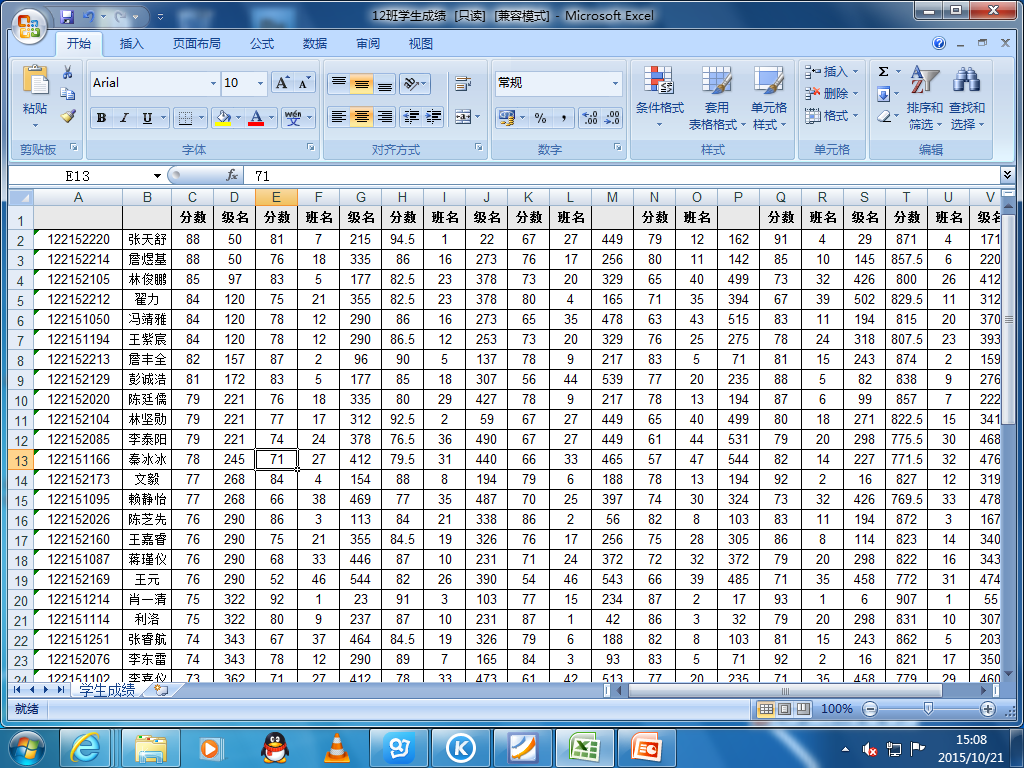 12班学生成绩 [只读] [兼容模式] - Microsoft Excel
开始 插入 页面布局 公式 数据 审阅 视图
粘贴
剪贴板
Arial 10
B I U
wén 文
字体
对齐方式
常规
% ,
数字
条件格式 套用 表格格式 单元格 样式
样式
插入
删除
格式
单元格
Σ
排序和 筛选 查找和 选择
编辑
E13 fx 71
A B C D E F G H I J K L M N O P Q R S T U V
1 分数 级名 分数 班名 级名 分数 班名 级名 分数 班名 分数 班名 分数 班名 级名 分数 班名 级名
2 122152220 张天舒 88 50 81 7 215 94.5 1 22 67 27 449 79 12 162 91 4 29 871 4 171
3 122152214 詹煜基 88 50 76 18 335 86 16 273 76 17 256 80 11 142 85 10 145 857.5 6 220
4 122152105 林俊鹏 85 97 83 5 177 82.5 23 378 73 20 329 65 40 499 73 32 426 800 26 412
5 122152212 翟力 84 120 75 21 355 82.5 23 378 80 4 165 71 35 394 67 39 502 829.5 11 312
6 122151050 冯靖雅 84 120 78 12 290 86 16 273 65 35 478 63 43 515 83 11 194 815 20 370
7 122151194 王紫宸 84 120 78 12 290 86.5 12 253 73 20 329 76 25 275 78 24 318 807.5 23 393
8 122152213 詹丰全 82 157 87 2 96 90 5 137 78 9 217 83 5 71 81 15 243 874 2 159
9 122152129 彭诚浩 81 172 83 5 177 85 18 307 56 44 539 77 20 235 88 5 82 838 9 276
10 122152020 陈廷儒 79 221 76 18 335 80 29 427 78 9 217 78 13 194 87 6 99 857 7 222
11 122152104 林坚勋 79 221 77 17 312 92.5 2 59 67 27 449 65 40 499 80 18 271 822.5 15 341
12 122152085 李泰阳 79 221 74 24 378 76.5 36 490 67 27 449 61 44 531 79 20 298 775.5 30 468
13 122151166 秦冰冰 78 245 71 27 412 79.5 31 440 66 33 465 57 47 544 82 14 227 771.5 32 476
14 122152173 文毅 77 268 84 4 154 88 8 194 79 6 188 78 13 194 92 2 16 827 12 319
15 122151095 赖静怡 77 268 66 38 469 77 35 487 70 25 397 74 30 324 73 32 426 769.5 33 478
16 122152026 陈芝先 76 290 86 3 113 84 21 338 86 2 56 82 8 103 83 11 194 872 3 167
17 122152160 王嘉睿 76 290 75 21 355 84.5 19 326 76 17 256 75 28 305 86 8 114 823 14 340
18 122151087 蒋瑾仪 76 290 68 33 446 87 10 231 71 24 372 72 32 372 79 20 298 822 16 343
19 122152169 王元 76 290 52 46 544 82 26 390 54 46 543 66 39 485 71 35 458 772 31 474
20 122151214 肖一清 75 322 92 1 23 91 3 103 77 15 234 87 2 17 93 1 6 907 1 55
21 122151114 利洛 75 322 80 9 237 87 10 231 87 1 42 86 3 32 79 20 298 831 10 307
22 122151251 张睿航 74 343 67 37 464 84.5 19 326 79 6 188 82 8 103 81 15 243 862 5 203
23 122152076 李东雷 74 343 78 12 290 89 7 165 84 3 93 83 5 71 92 2 16 821 17 350
24 122151102 李嘉仪 73 362 71 27 412 78 33 473 61 42 513 77 20 235 71 35 458 779 29 460
学生成绩
就绪 100%
15:08
2015/10/21